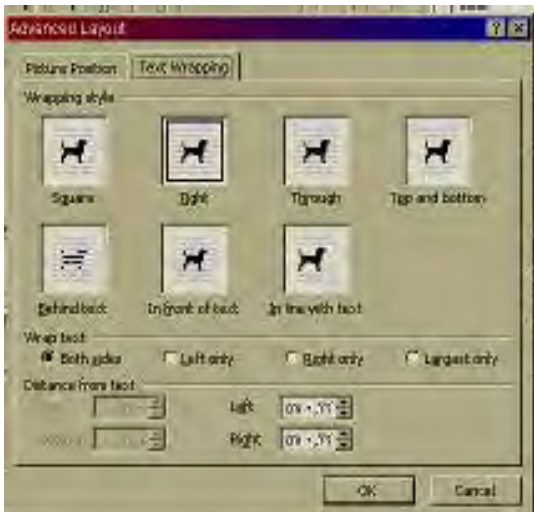 Advanced Layout
Picture Position Text Wrapping
Wrapping style
Square Tight Through Top and bottom
Behind text In front of text In line with text
Wrap text
Both sides Left only Right only Largest only
Distance from text
Left
Right
OK Cancel